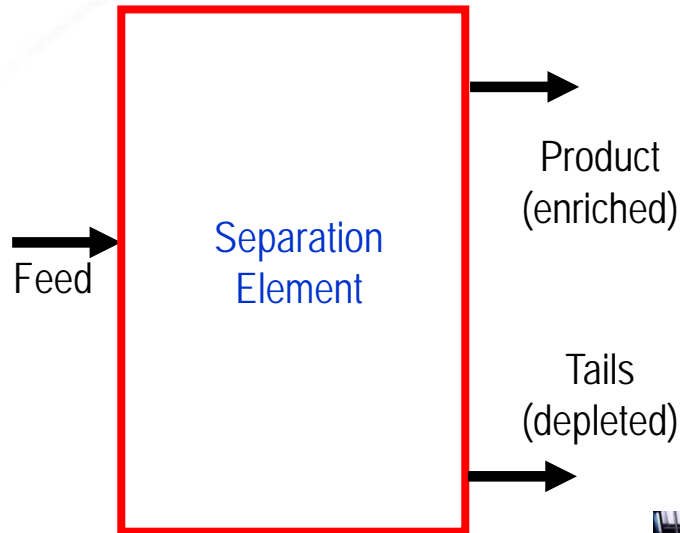 Product
(enriched)
Separation
Element
Feed
Tails
(depleted)